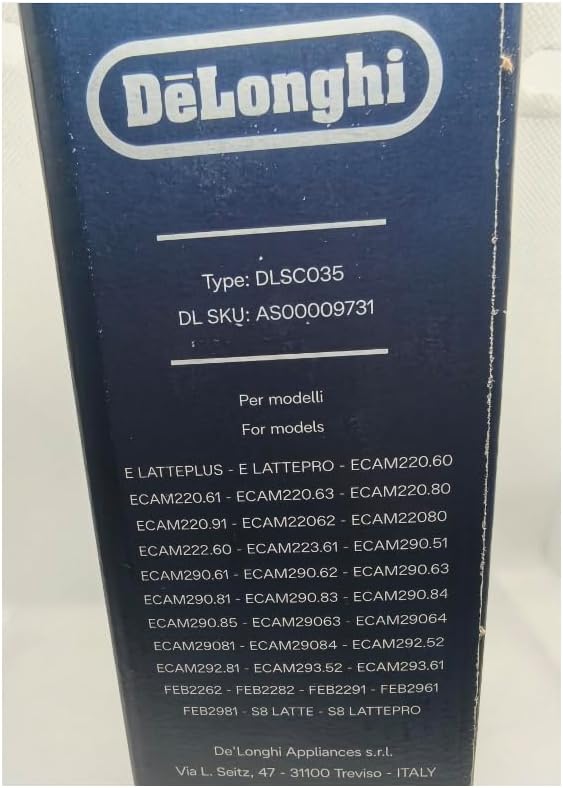 DēLonghi
Type: DLSC035
DL SKU: AS00009731
Per modelli
For models
E LATTEPLUS - E LATTEPRO - ECAM220.60
ECAM220.61 - ECAM220.63 - ECAM220.80
ECAM220.91 - ECAM22062 - ECAM22080
ECAM222.60 - ECAM223.61 - ECAM290.51
ECAM290.61 - ECAM290.62 - ECAM290.63
ECAM290.81 - ECAM290.83 - ECAM290.84
ECAM290.85 - ECAM29063 - ECAM29064
ECAM29081 - ECAM29084 - ECAM292.52
ECAM292.81 - ECAM293.52 - ECAM293.61
FEB2262 - FEB2282 - FEB2291 - FEB2961
FEB2981 - S8 LATTE - S8 LATTEPRO
De'Longhi Appliances s.r.l.
Via L. Seitz, 47 - 31100 Treviso - ITALY